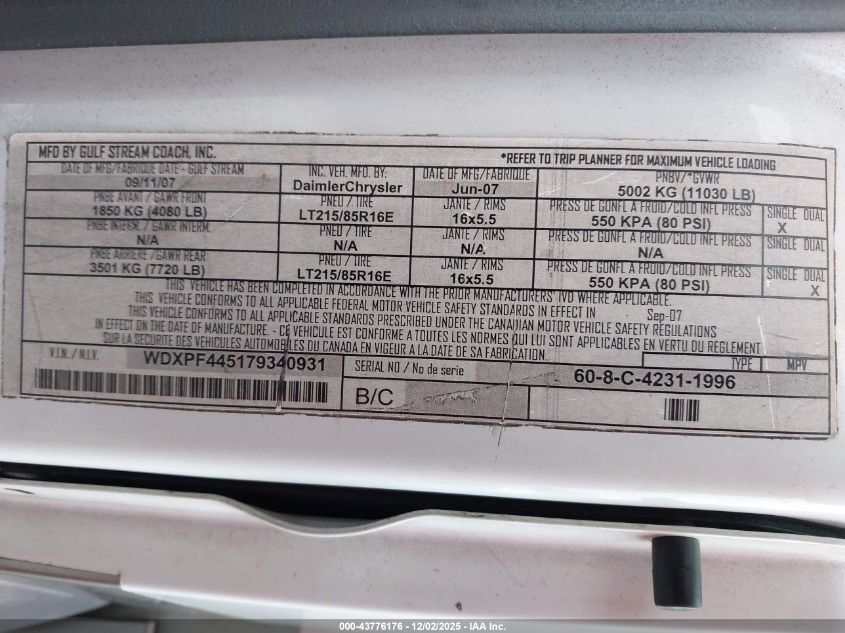 MFD BY GULF STREAM COACH, INC. *REFER TO TRIP PLANNER FOR MAXIMUM VEHICLE LOADING
DATE OF MFG/FABRIQUE DATE - GULF STREAM INC. VEH. MFD. BY: DATE OF MFG/FABRIQUE PNBV/*GVWR
09/11/07 DaimlerChrysler Jun-07 5002 KG (11030 LB)
PNBE AVANT / GAWR FRONT PNEU / TIRE JANTE / RIMS PRESS DE GONFL A FROID/COLD INFL PRESS SINGLE DUAL
1850 KG (4080 LB) LT215/85R16E 16x5.5 550 KPA (80 PSI) X
PNBE INTERM. / GAWR INTERM. PNEU / TIRE JANTE / RIMS PRESS DE GONFL A FROID/COLD INFL PRESS
N/A N/A N/A. N/A
PNBE ARRIERE / GAWR REAR PNEU / TIRE JANTE / RIMS PRESS DE GONFL A FROID/COLD INFL PRESS SINGLE DUAL
3501 KG (7720 LB) LT215/85R16E 16x5.5 550 KPA (80 PSI) X
THIS VEHICLE HAS BEEN COMPLETED IN ACCORDANCE WITH THE PRIOR MANUFACTURERS' IVD WHERE APPLICABLE.
THIS VEHICLE CONFORMS TO ALL APPLICABLE FEDERAL MOTOR VEHICLE SAFETY STANDARDS IN EFFECT IN Sep-07
THIS VEHICLE CONFORMS TO ALL APPLICABLE STANDARDS PRESCRIBED UNDER THE CANADIAN MOTOR VEHICLE SAFETY REGULATIONS
IN EFFECT ON THE DATE OF MANUFACTURE. - CE VEHICULE EST CONFORME A TOUTES LES NORMES QUI LUI SONT APPLICABLES EN VERTU DU REGLEMENT
SUR LA SECURITE DES VEHICULES AUTOMOBILES DU CANADA EN VIGUEUR A LA DATE DE SA FABRICATION.
V.I.N. / N.I.V. WDXPF445179340931 SERIAL NO / No de serie 60-8-C-4231-1996 TYPE MPV
B/C
000-43776176 - 12/02/2025 - IAA Inc.